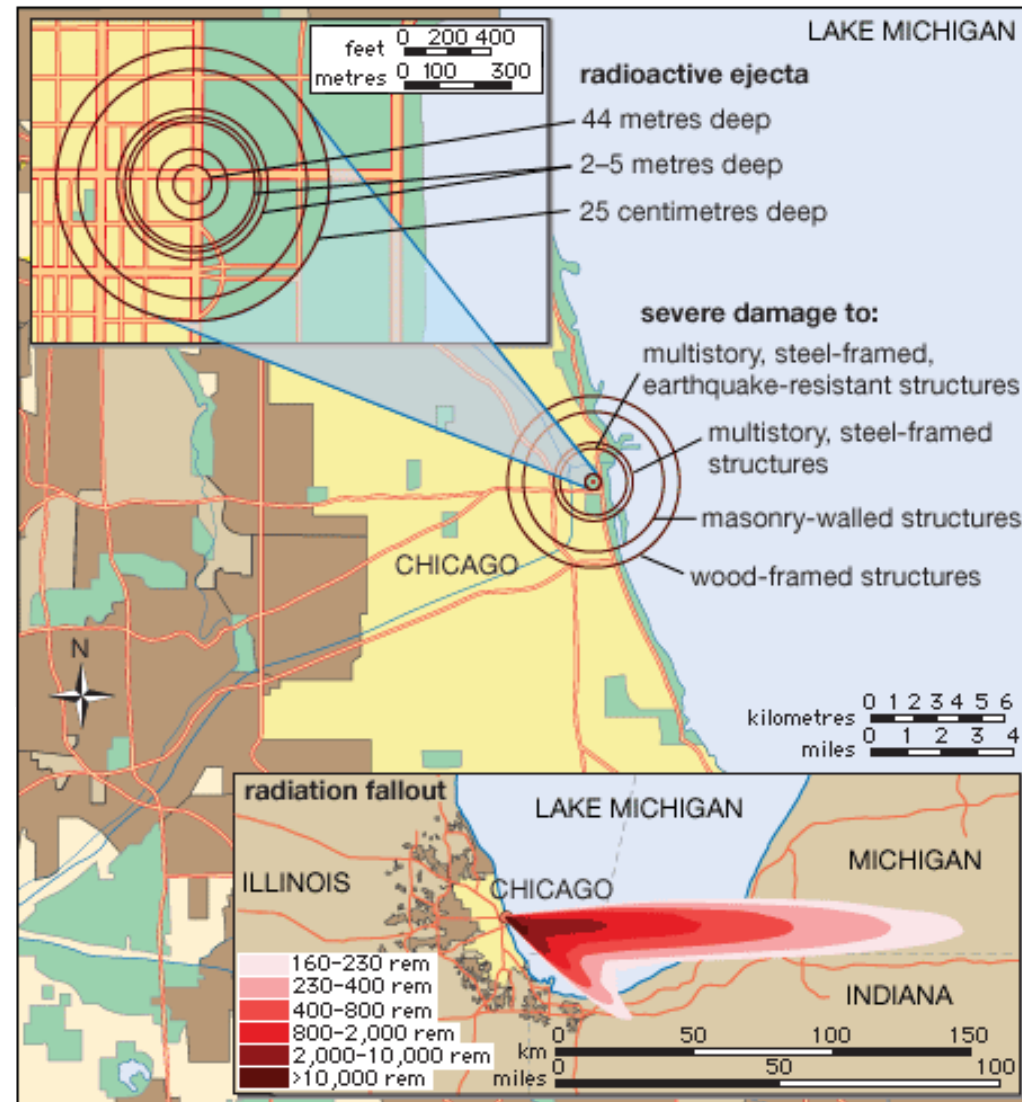 LAKE MICHIGAN
feet 0 200 400
metres 0 100 300
radioactive ejecta
44 metres deep
2–5 metres deep
25 centimetres deep
severe damage to:
multistory, steel-framed,
earthquake-resistant structures
multistory, steel-framed
structures
masonry-walled structures
wood-framed structures
CHICAGO
N
kilometres 0 1 2 3 4 5 6
miles 0 1 2 3 4
radiation fallout
LAKE MICHIGAN
MICHIGAN
ILLINOIS
CHICAGO
INDIANA
160–230 rem
230–400 rem
400–800 rem
800–2,000 rem
2,000–10,000 rem
>10,000 rem
km 0 50 100 150
miles 0 50 100